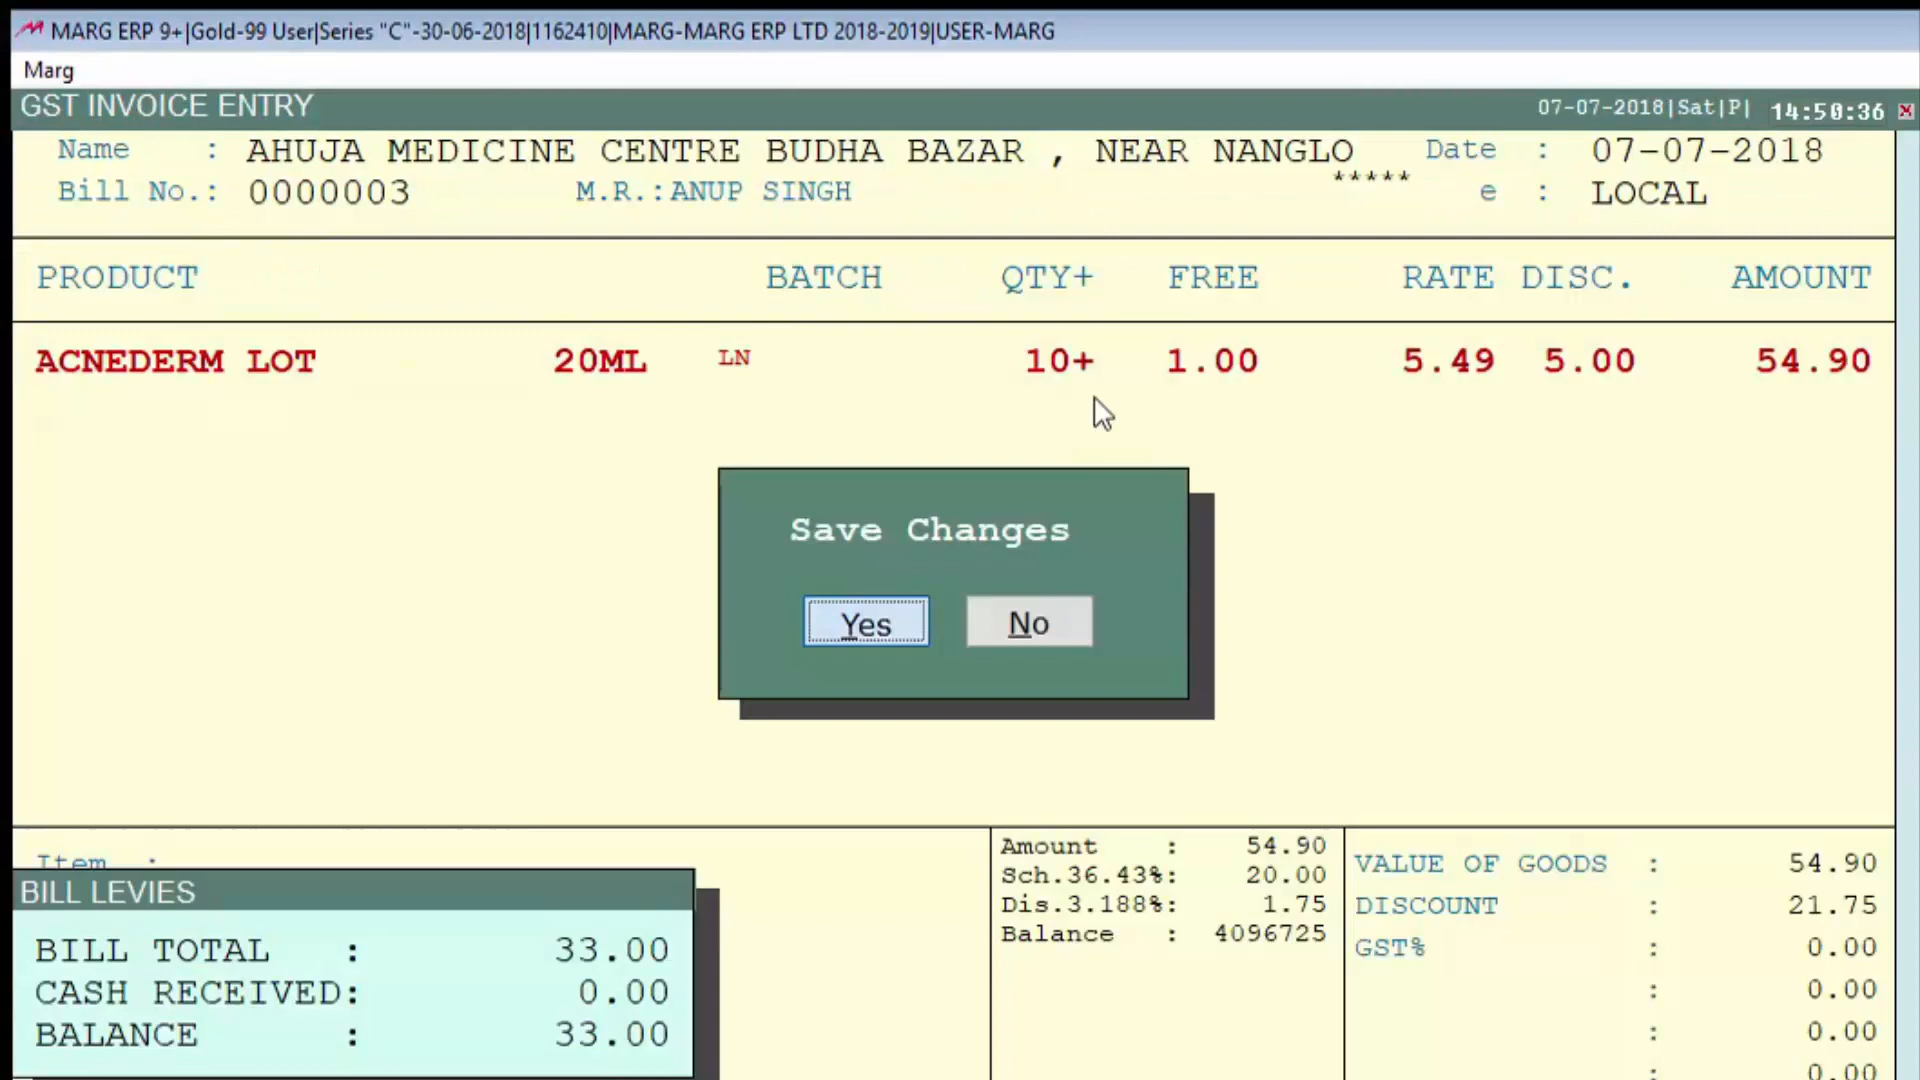 MARG ERP 9+|Gold-99 User|Series "C"-30-06-2018|1162410|MARG-MARG ERP LTD 2018-2019|USER-MARG
Marg
GST INVOICE ENTRY 07-07-2018|Sat|P| 14:50:36
Name : AHUJA MEDICINE CENTRE BUDHA BAZAR , NEAR NANGLO Date : 07-07-2018
Bill No.: 0000003 M.R.:ANUP SINGH ***** e : LOCAL
PRODUCT BATCH QTY+ FREE RATE DISC. AMOUNT
ACNEDERM LOT 20ML LN 10+ 1.00 5.49 5.00 54.90
Save Changes
Yes No
Item :
BILL LEVIES
BILL TOTAL : 33.00
CASH RECEIVED: 0.00
BALANCE : 33.00
Amount : 54.90
Sch.36.43%: 20.00
Dis.3.188%: 1.75
Balance : 4096725
VALUE OF GOODS : 54.90
DISCOUNT : 21.75
GST% : 0.00
: 0.00
: 0.00
: 0.00